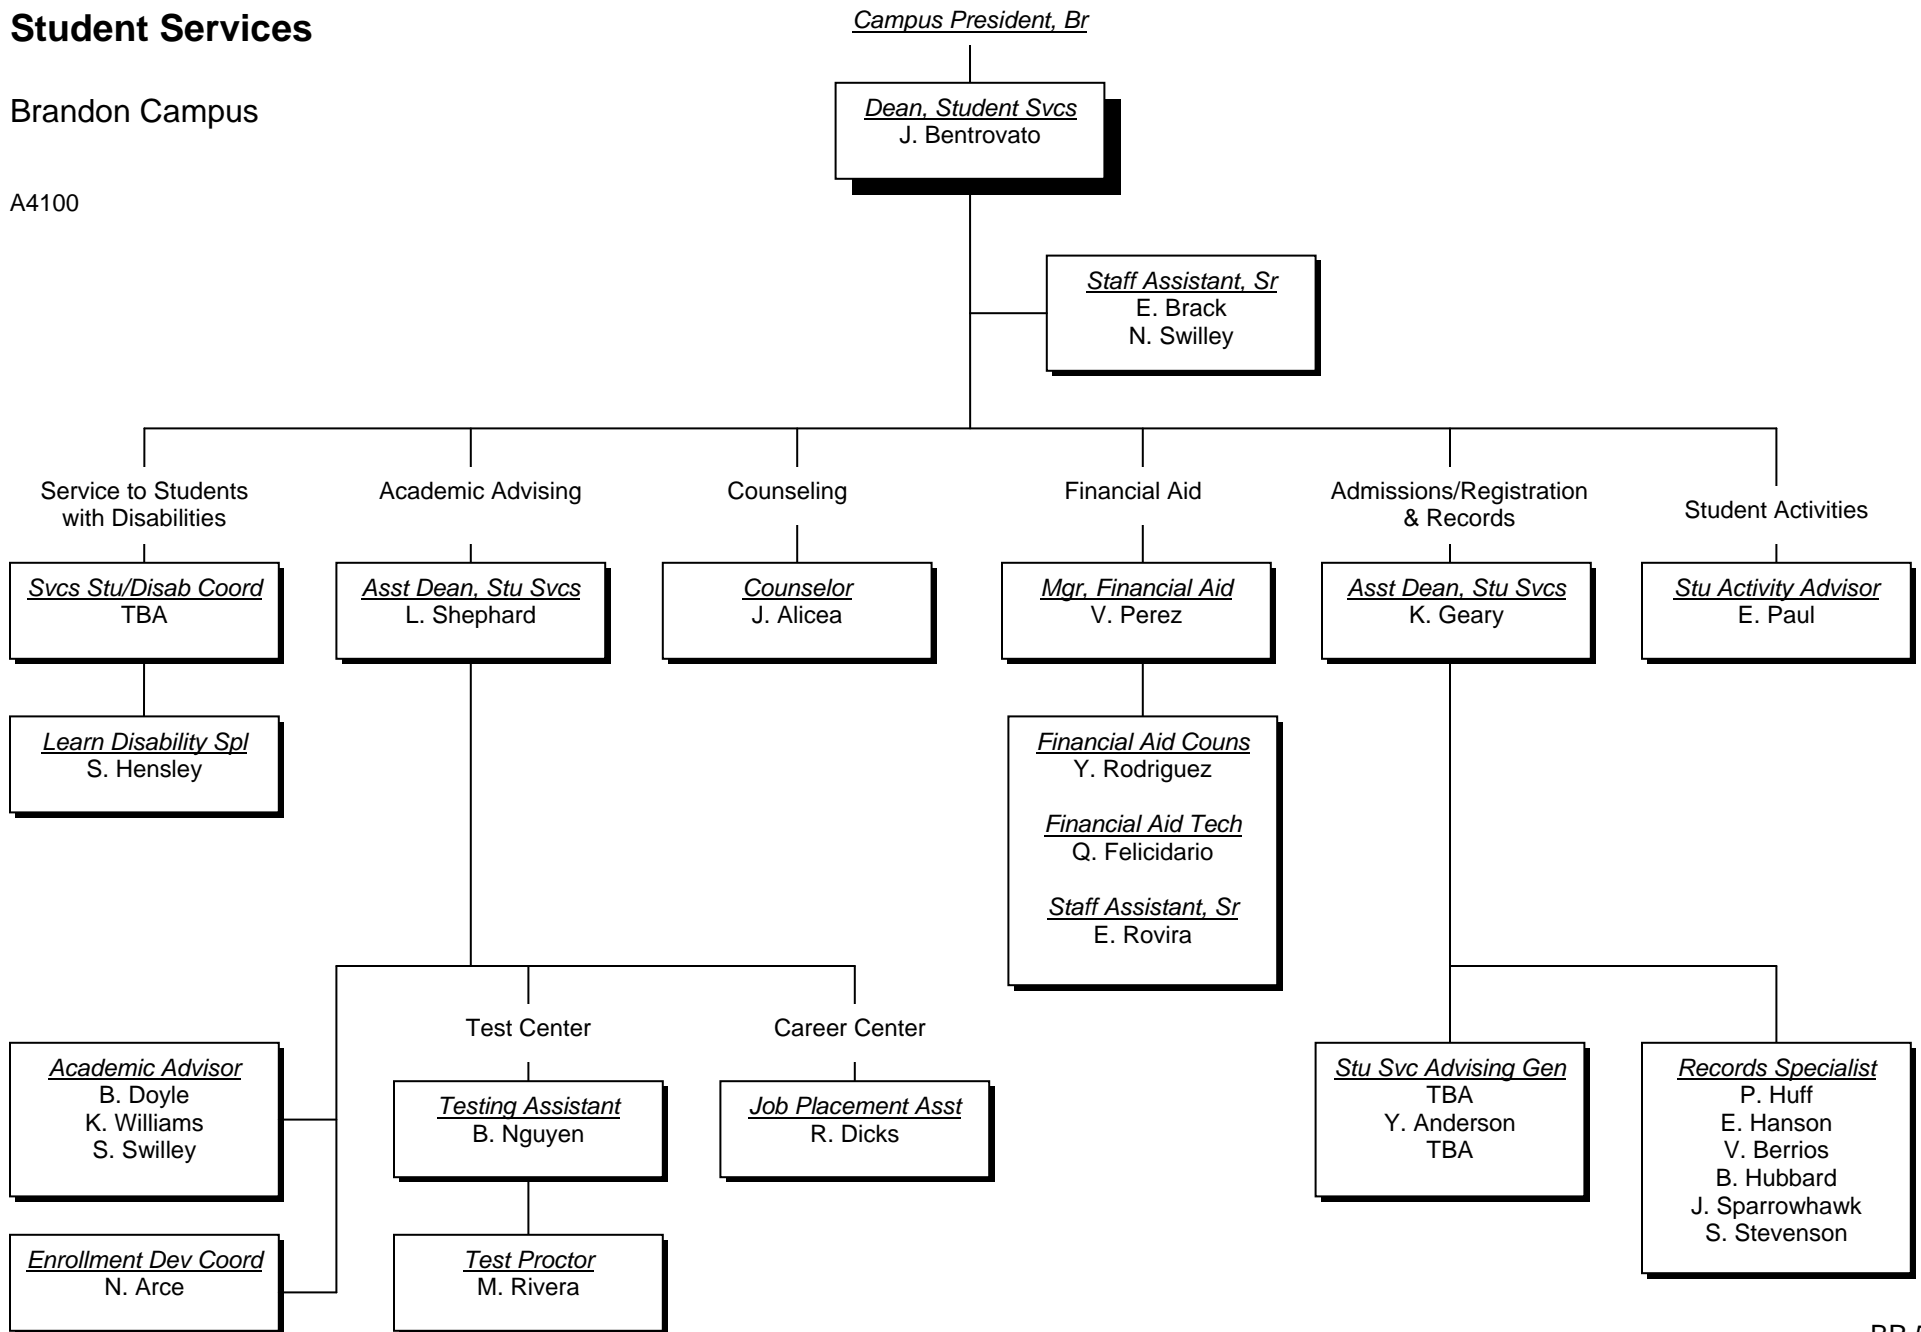 Student Services
Brandon Campus
A4100
Campus President, Br
Dean, Student Svcs
J. Bentrovato
Staff Assistant, Sr
E. Brack
N. Swilley
Service to Students
with Disabilities
Academic Advising
Counseling
Financial Aid
Admissions/Registration
& Records
Student Activities
Svcs Stu/Disab Coord
TBA
Asst Dean, Stu Svcs
L. Shephard
Counselor
J. Alicea
Mgr, Financial Aid
V. Perez
Asst Dean, Stu Svcs
K. Geary
Stu Activity Advisor
E. Paul
Learn Disability Spl
S. Hensley
Financial Aid Couns
Y. Rodriguez
Financial Aid Tech
Q. Felicidario
Staff Assistant, Sr
E. Rovira
Test Center
Career Center
Academic Advisor
B. Doyle
K. Williams
S. Swilley
Testing Assistant
B. Nguyen
Job Placement Asst
R. Dicks
Stu Svc Advising Gen
TBA
Y. Anderson
TBA
Records Specialist
P. Huff
E. Hanson
V. Berrios
B. Hubbard
J. Sparrowhawk
S. Stevenson
Enrollment Dev Coord
N. Arce
Test Proctor
M. Rivera